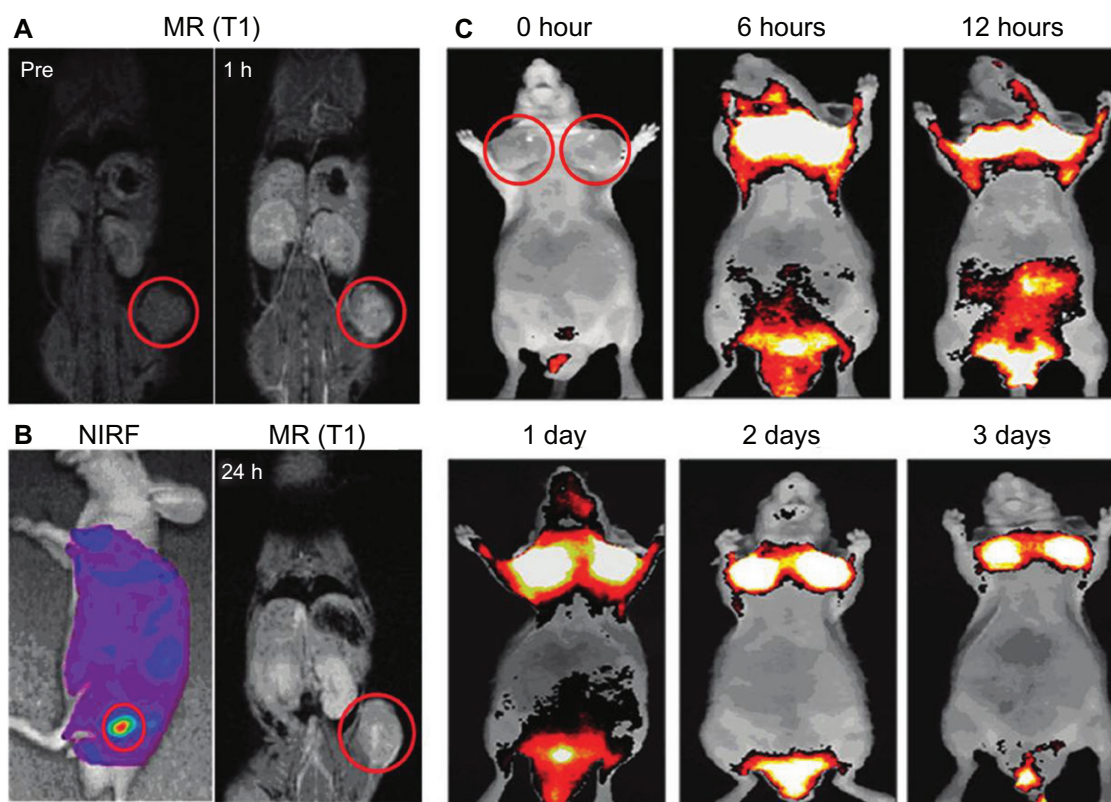 A
MR (T1)
Pre
1 h
B
NIRF
MR (T1)
24 h
C
0 hour
6 hours
12 hours
1 day
2 days
3 days